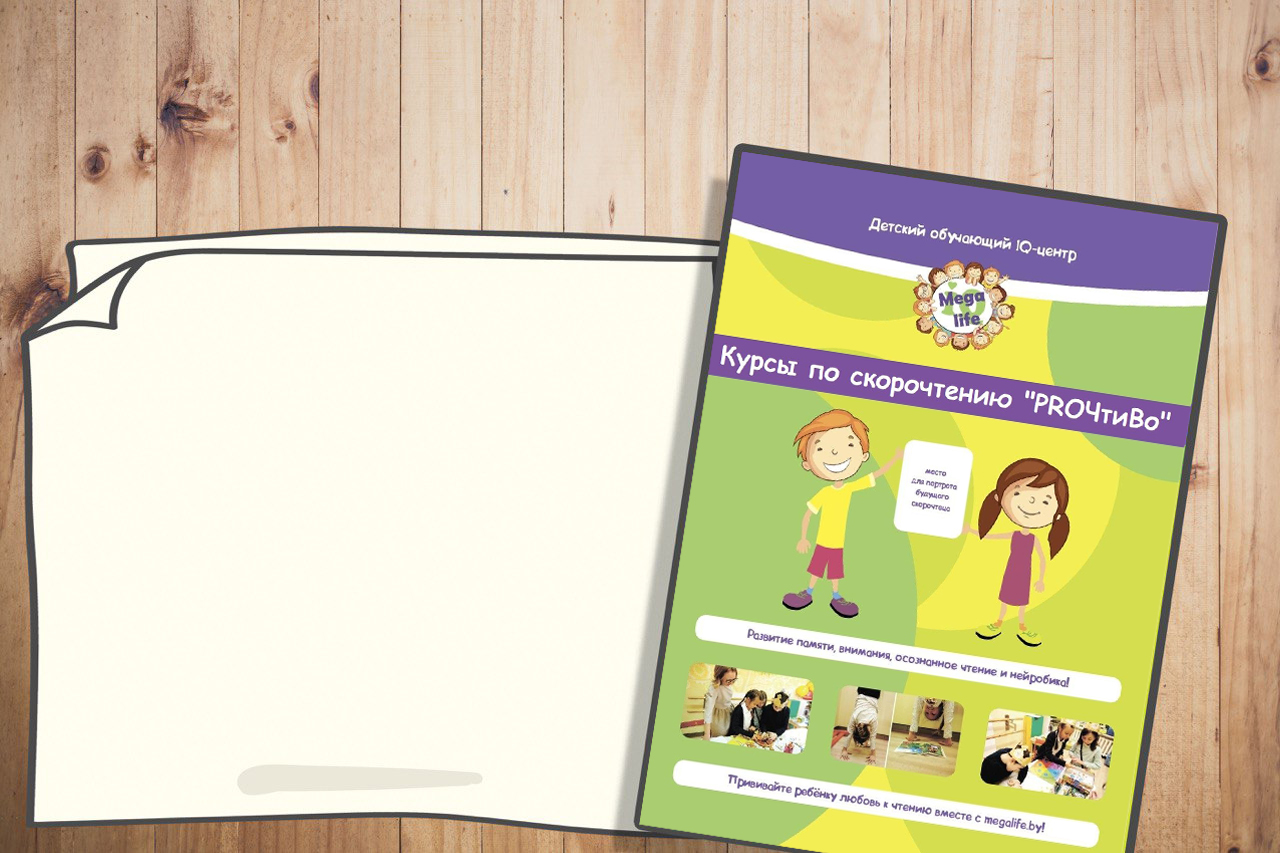 Детский обучающий IQ-центр
Mega
life
Курсы по скорочтению "PROЧтиВо"
место
для портрета
будущего
скорочтеца
Развитие памяти, внимания, осознанное чтение и нейробика!
Прививайте ребёнку любовь к чтению вместе с megalife.by!